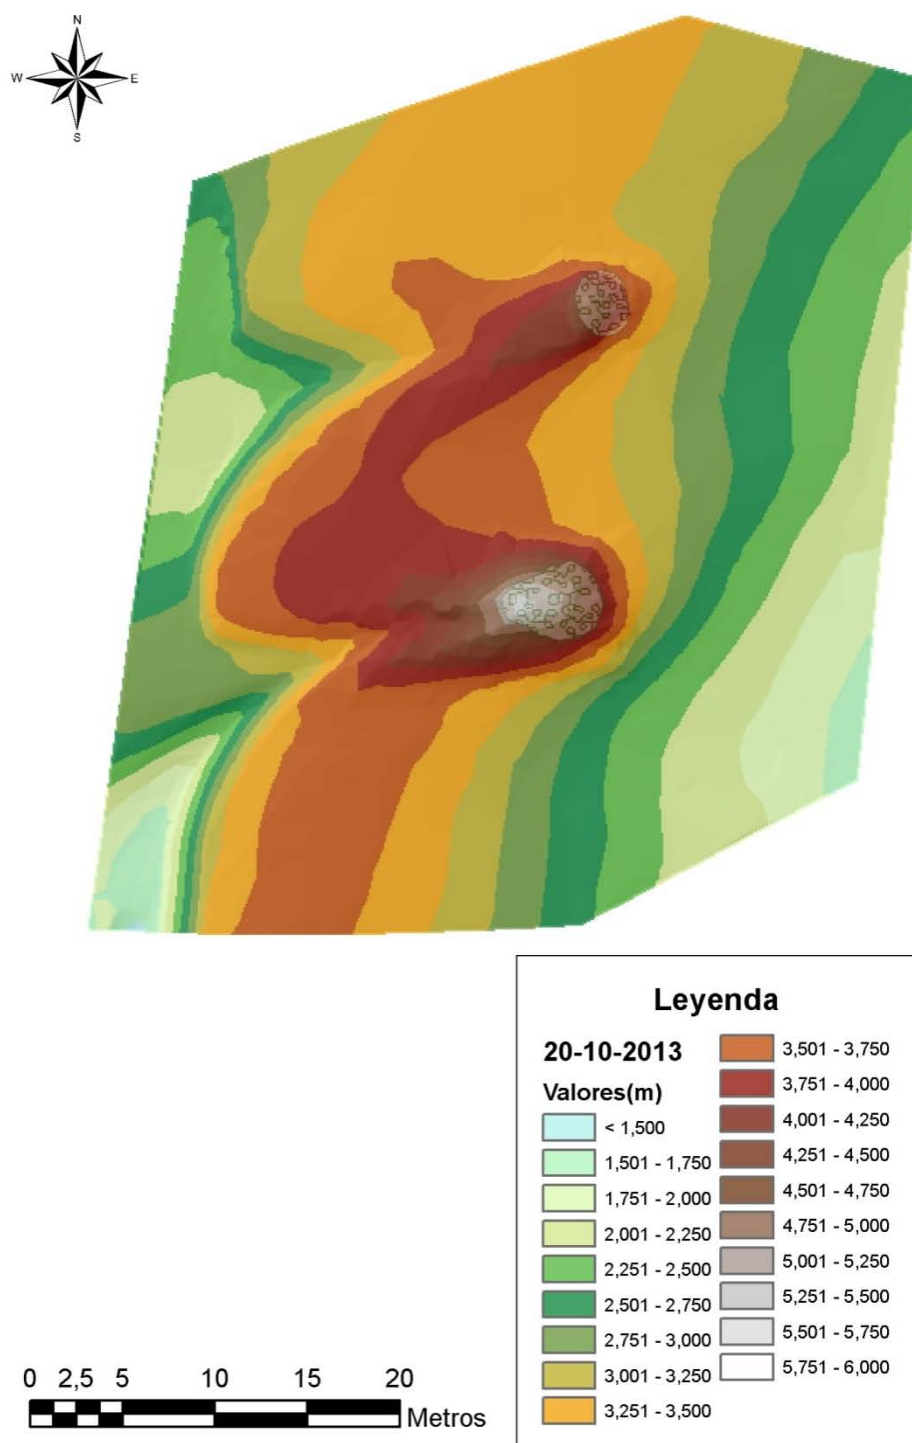 N
W E
S
Leyenda
20-10-2013
Valores(m)
< 1,500
1,501 - 1,750
1,751 - 2,000
2,001 - 2,250
2,251 - 2,500
2,501 - 2,750
2,751 - 3,000
3,001 - 3,250
3,251 - 3,500
3,501 - 3,750
3,751 - 4,000
4,001 - 4,250
4,251 - 4,500
4,501 - 4,750
4,751 - 5,000
5,001 - 5,250
5,251 - 5,500
5,501 - 5,750
5,751 - 6,000
0 2,5 5 10 15 20
Metros